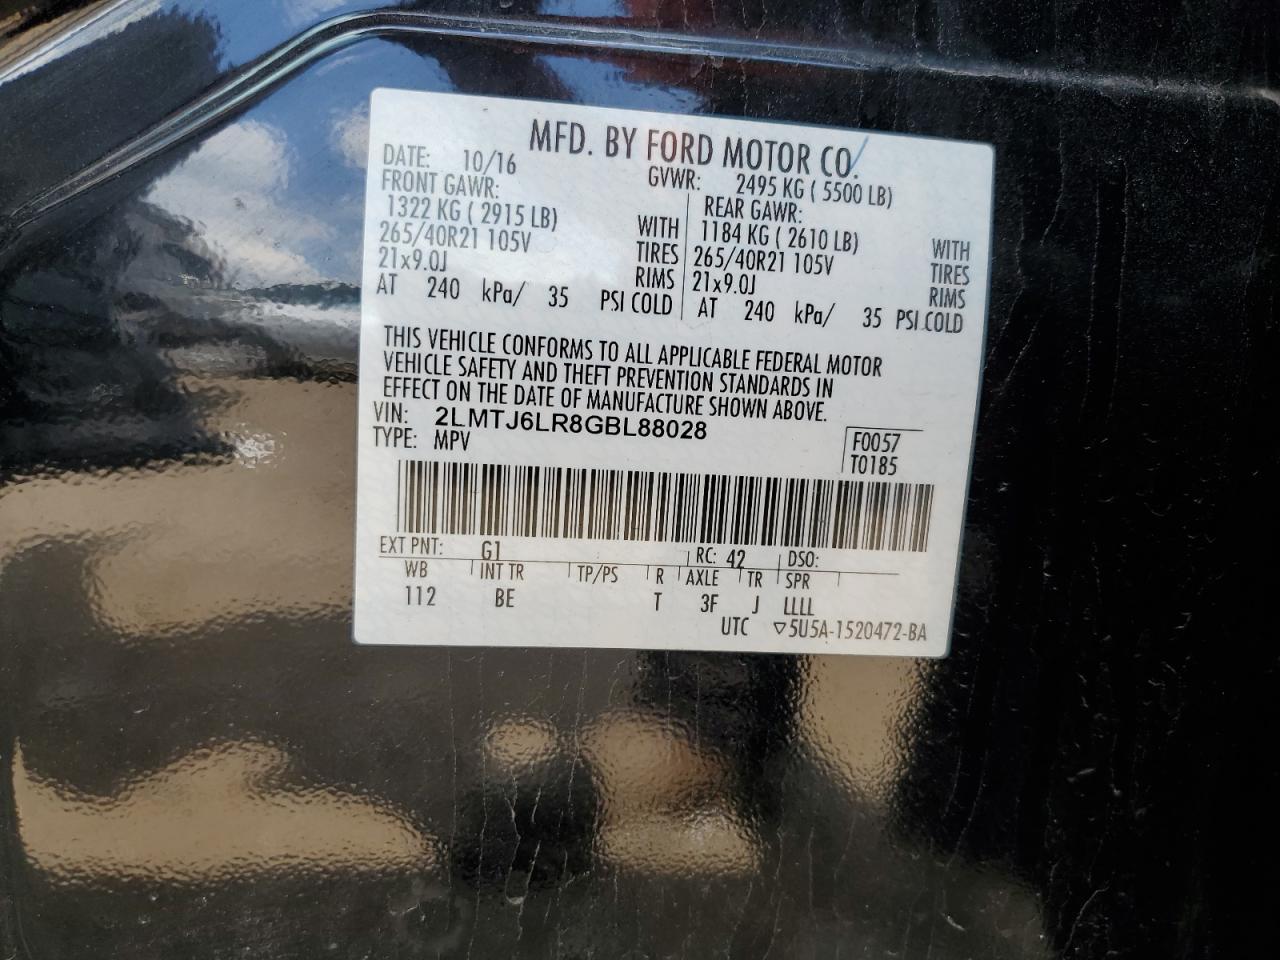 MFD. BY FORD MOTOR CO.
DATE: 10/16 GVWR: 2495 KG ( 5500 LB)
FRONT GAWR: REAR GAWR:
1322 KG ( 2915 LB) WITH 1184 KG ( 2610 LB) WITH
265/40R21 105V TIRES 265/40R21 105V TIRES
21x9.0J RIMS 21x9.0J RIMS
AT 240 kPa/ 35 PSI COLD AT 240 kPa/ 35 PSI COLD
THIS VEHICLE CONFORMS TO ALL APPLICABLE FEDERAL MOTOR
VEHICLE SAFETY AND THEFT PREVENTION STANDARDS IN
EFFECT ON THE DATE OF MANUFACTURE SHOWN ABOVE.
VIN: 2LMTJ6LR8GBL88028
TYPE: MPV
F0057
T0185
EXT PNT: G1 RC: 42 DSO:
WB INT TR TP/PS R AXLE TR SPR
112 BE T 3F J LLLL
UTC ▽5U5A-1520472-BA